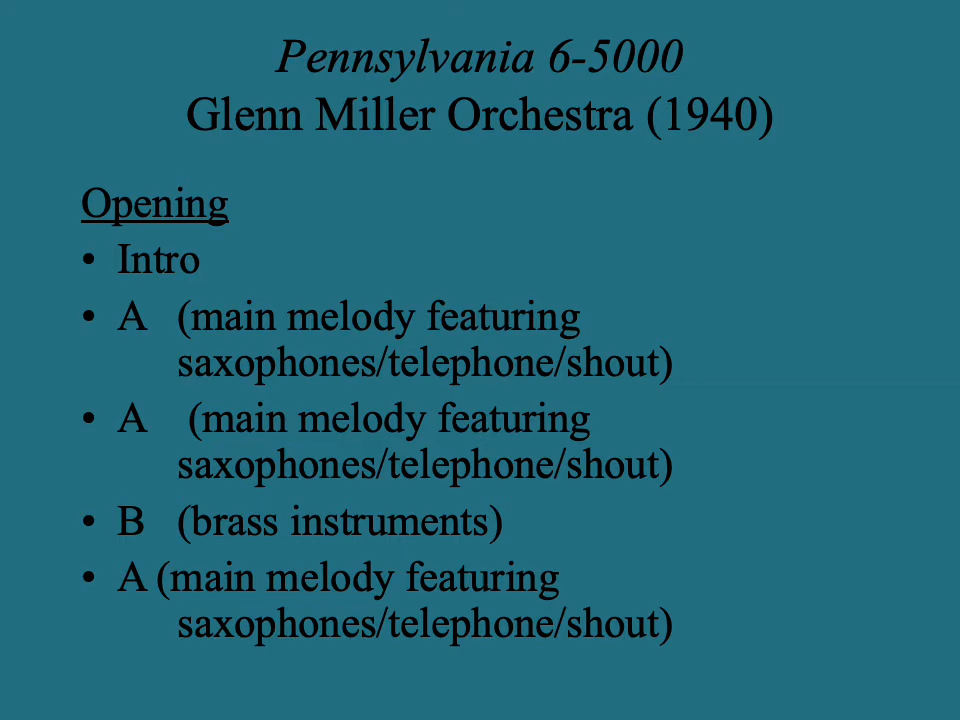 Pennsylvania 6-5000
Glenn Miller Orchestra (1940)
Opening
• Intro
• A (main melody featuring
saxophones/telephone/shout)
• A (main melody featuring
saxophones/telephone/shout)
• B (brass instruments)
• A (main melody featuring
saxophones/telephone/shout)